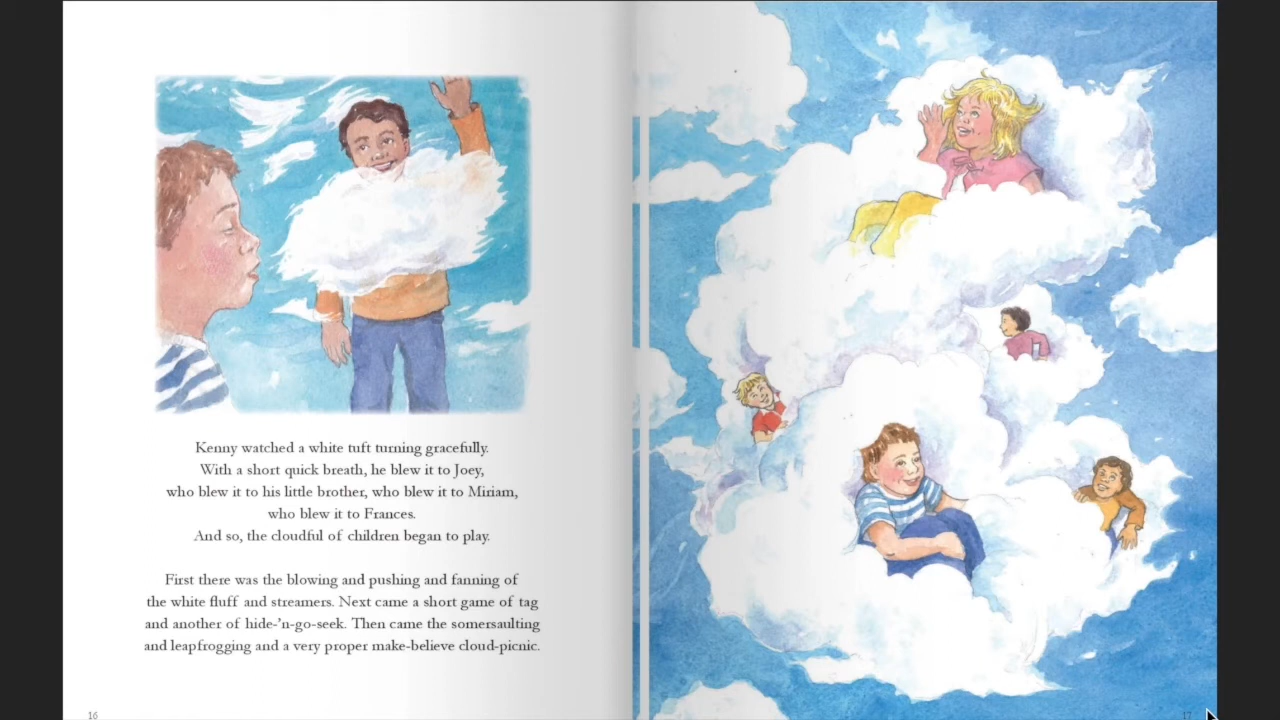 Kenny watched a white tuft turning gracefully.
With a short quick breath, he blew it to Joey,
who blew it to his little brother, who blew it to Miriam,
who blew it to Frances.
And so, the cloudful of children began to play.
First there was the blowing and pushing and fanning of
the white fluff and streamers. Next came a short game of tag
and another of hide-’n-go-seek. Then came the somersaulting
and leapfrogging and a very proper make-believe cloud-picnic.
16
17